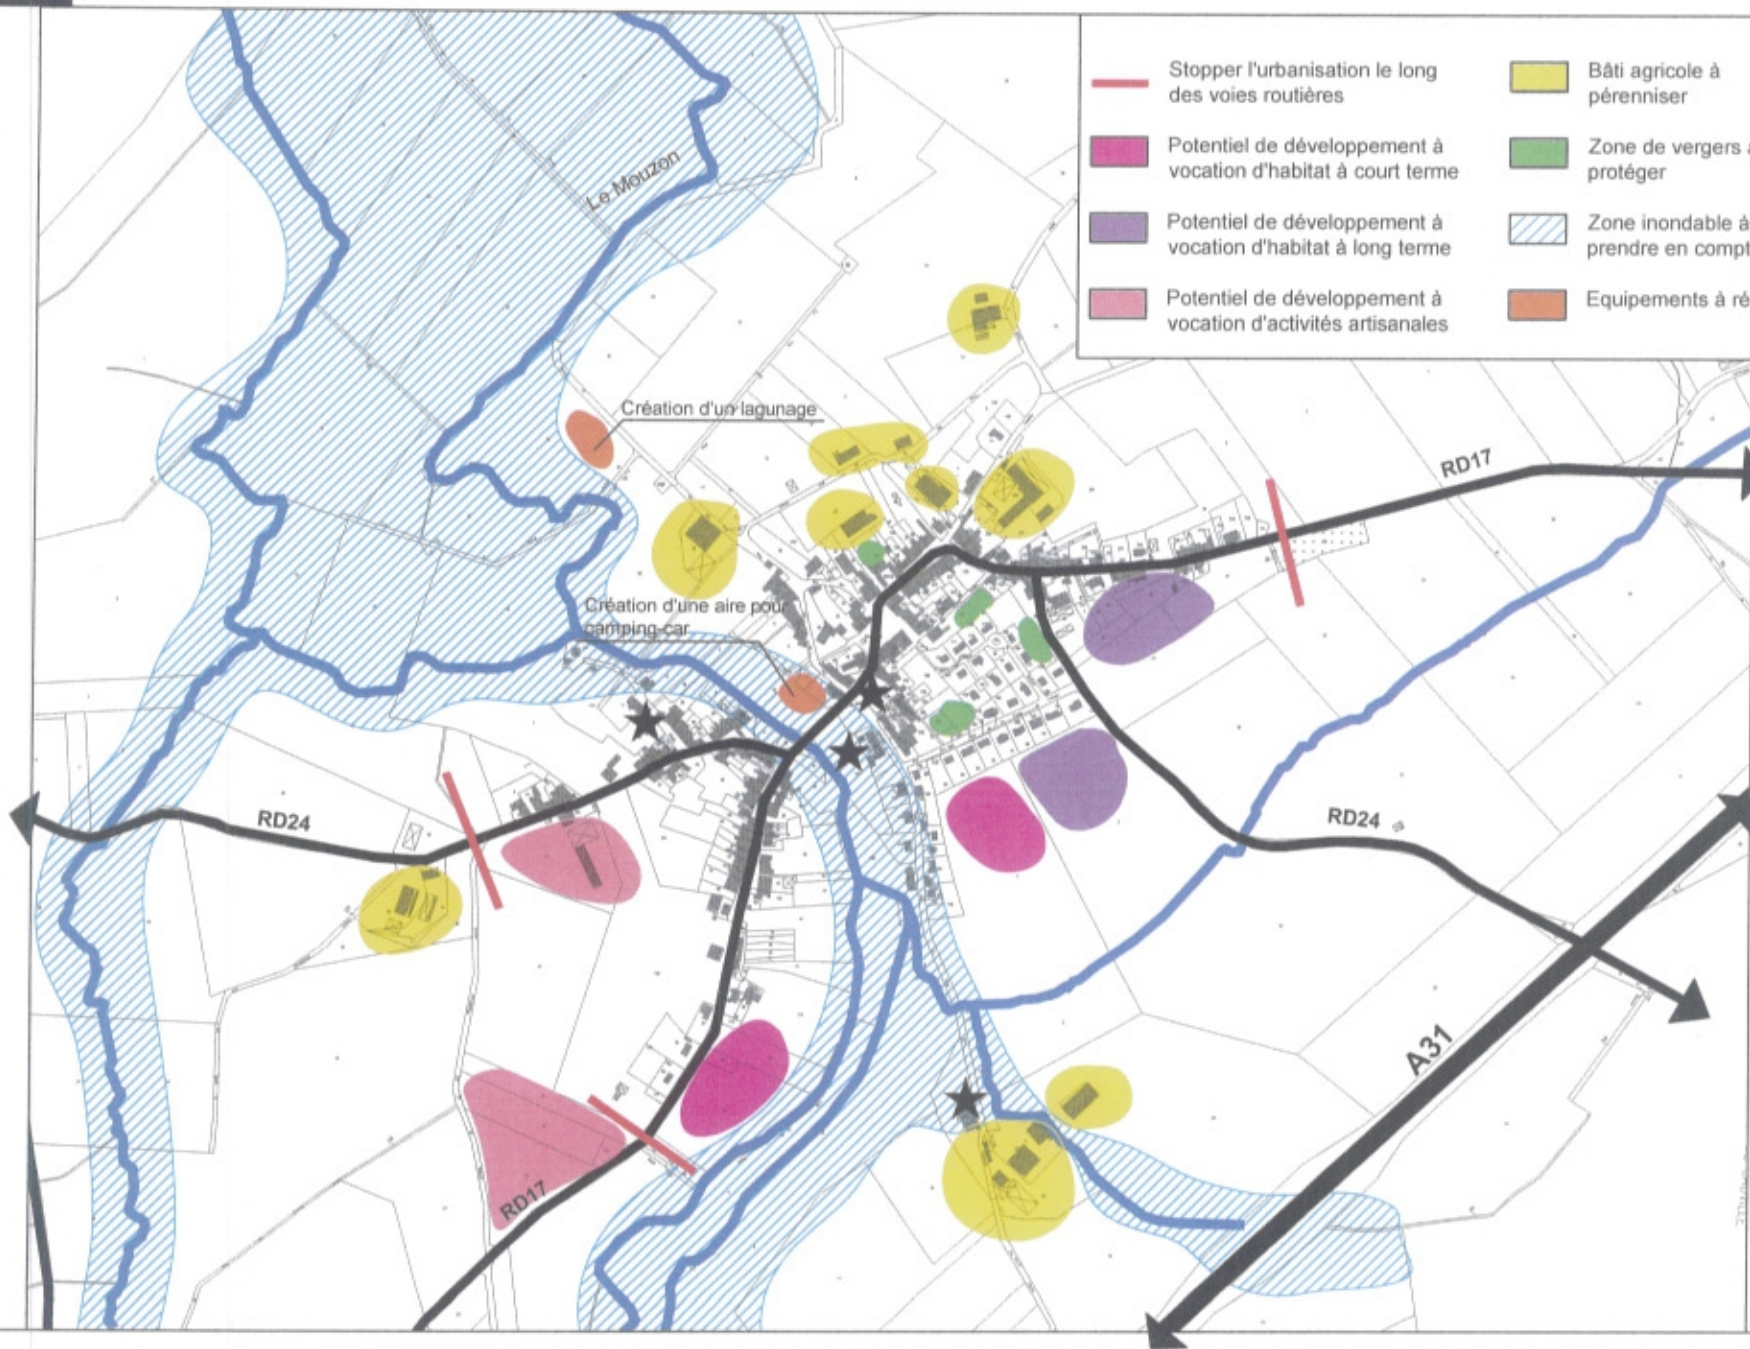 Stopper l'urbanisation le long
des voies routières
Potentiel de développement à
vocation d'habitat à court terme
Potentiel de développement à
vocation d'habitat à long terme
Potentiel de développement à
vocation d'activités artisanales
Bâti agricole à
pérenniser
Zone de vergers
protéger
Zone inondable à
prendre en compt
Equipements à ré
Le Mouzon
Création d'un lagunage
RD17
Création d'une aire pour
camping-car
RD24
RD24
A31
RD17